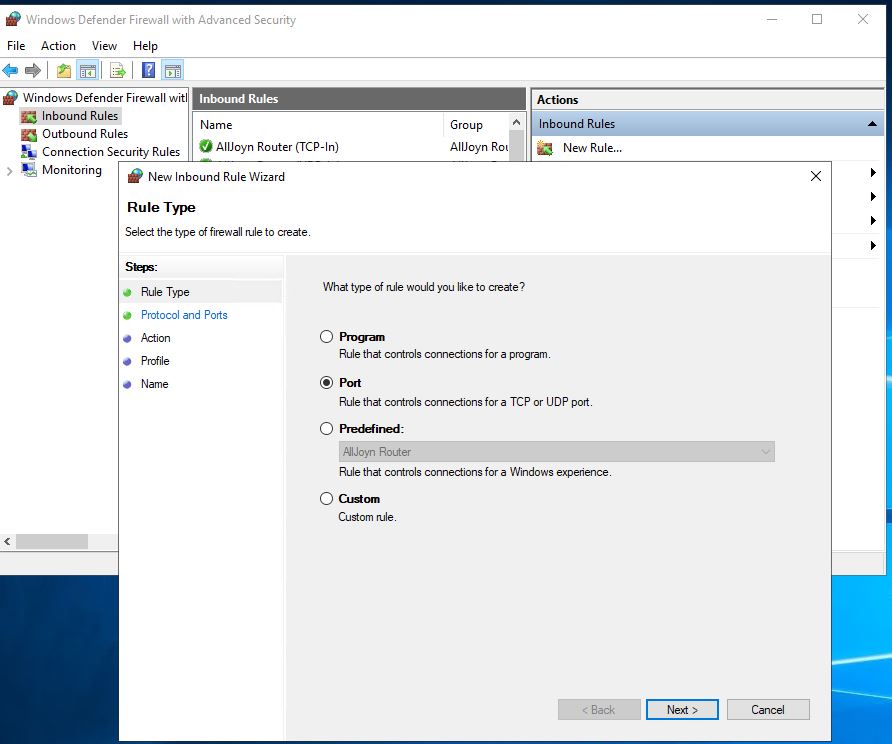 Windows Defender Firewall with Advanced Security
File Action View Help
Windows Defender Firewall wit
Inbound Rules
Outbound Rules
Connection Security Rules
Monitoring
Inbound Rules
Name Group
AllJoyn Router (TCP-In) AllJoyn Rou
Actions
Inbound Rules
New Rule...
New Inbound Rule Wizard
Rule Type
Select the type of firewall rule to create.
Steps:
Rule Type
Protocol and Ports
Action
Profile
Name
What type of rule would you like to create?
Program
Rule that controls connections for a program.
Port
Rule that controls connections for a TCP or UDP port.
Predefined:
AllJoyn Router
Rule that controls connections for a Windows experience.
Custom
Custom rule.
< Back Next > Cancel